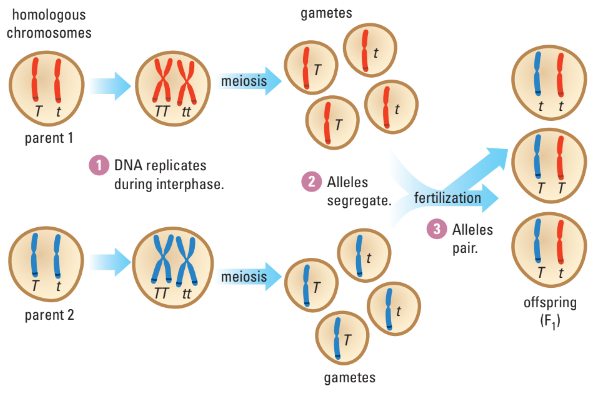 homologous
chromosomes
T t
parent 1
TT tt
meiosis
gametes
T
t
T
t
1 DNA replicates
during interphase.
2 Alleles
segregate.
fertilization
3 Alleles
pair.
T t
parent 2
TT tt
meiosis
T
t
T
t
gametes
t t
T T
T t
offspring
(F1)